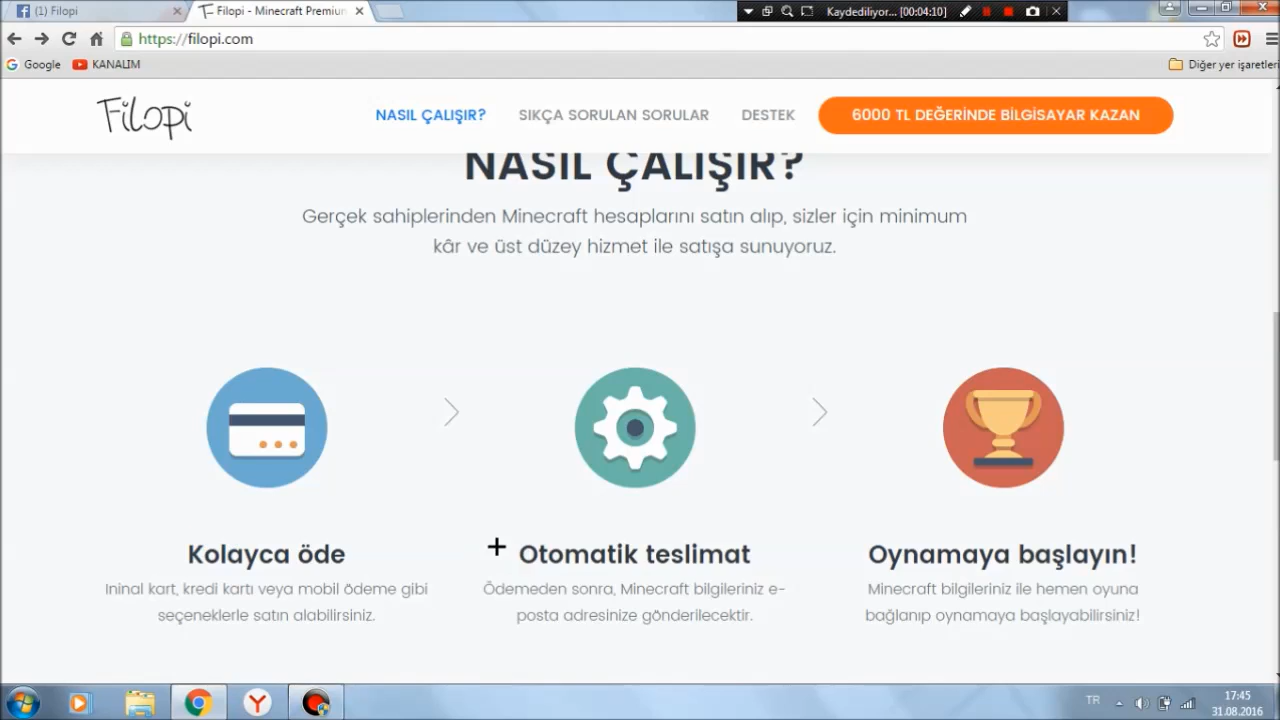 (1) Filopi
Filopi - Minecraft Premium
Kaydediliyor... [00:04:10]
https://filopi.com
Google
KANALIM
Diğer yer işaretleri
Filopi
NASIL ÇALIŞIR?
SIKÇA SORULAN SORULAR
DESTEK
6000 TL DEĞERİNDE BİLGİSAYAR KAZAN
NASIL ÇALIŞIR?
Gerçek sahiplerinden Minecraft hesaplarını satın alıp, sizler için minimum
kâr ve üst düzey hizmet ile satışa sunuyoruz.
Kolayca öde
Ininal kart, kredi kartı veya mobil ödeme gibi
seçeneklerle satın alabilirsiniz.
Otomatik teslimat
Ödemeden sonra, Minecraft bilgileriniz e-
posta adresinize gönderilecektir.
Oynamaya başlayın!
Minecraft bilgileriniz ile hemen oyuna
bağlanıp oynamaya başlayabilirsiniz!
TR
17:45
31.08.2016